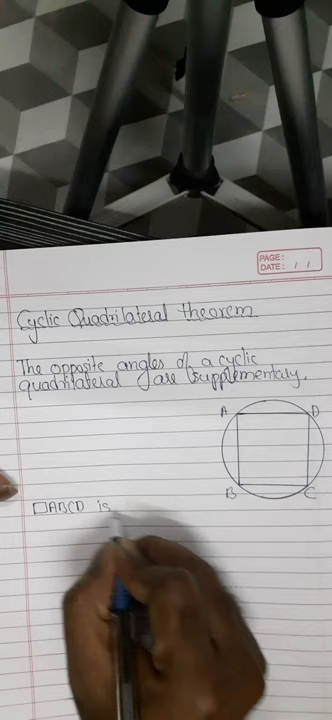 PAGE:
DATE: / /
Cyclic Quadrilateral theorem
The opposite angles of a cyclic
quadrilateral are supplementary.
A D
B C
□ABCD is